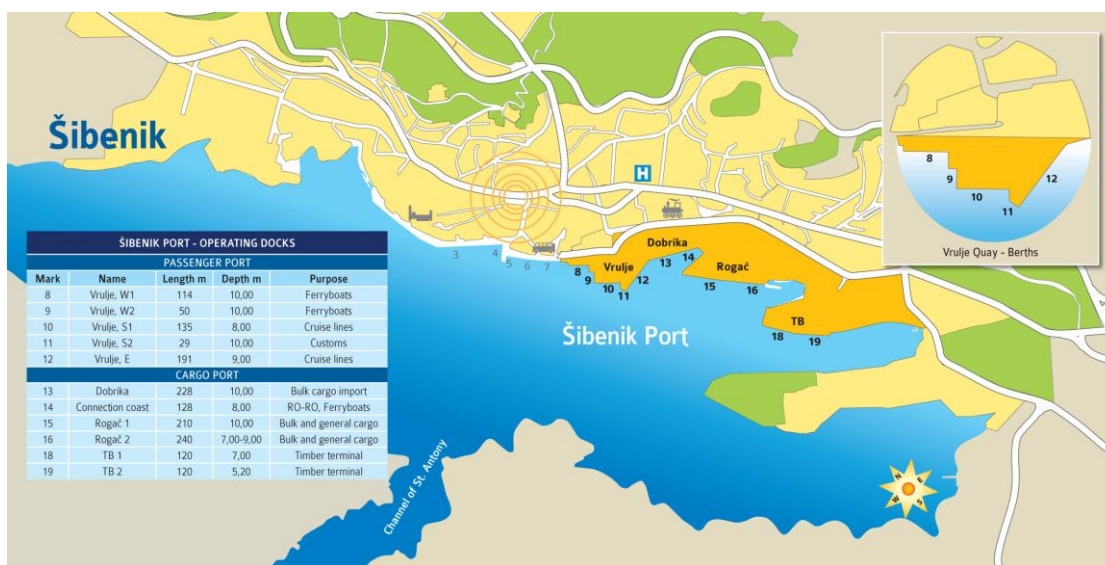 Šibenik
ŠIBENIK PORT - OPERATING DOCKS
PASSENGER PORT
Mark Name Length m Depth m Purpose
8 Vrulje, W1 114 10,00 Ferryboats
9 Vrulje, W2 50 10,00 Ferryboats
10 Vrulje, S1 135 8,00 Cruise lines
11 Vrulje, S2 29 10,00 Customs
12 Vrulje, E 191 9,00 Cruise lines
CARGO PORT
13 Dobrika 228 10,00 Bulk cargo import
14 Connection coast 128 8,00 RO-RO, Ferryboats
15 Rogač 1 210 10,00 Bulk and general cargo
16 Rogač 2 240 7,00-9,00 Bulk and general cargo
18 TB 1 120 7,00 Timber terminal
19 TB 2 120 5,20 Timber terminal
H
3
4
5
6
7
8
9
10
11
12
Vrulje
Dobrika
13
14
Rogač
15
16
TB
18
19
Šibenik Port
Channel of St. Antony
8
9
10
11
12
Vrulje Quay - Berths
N
E
S
W